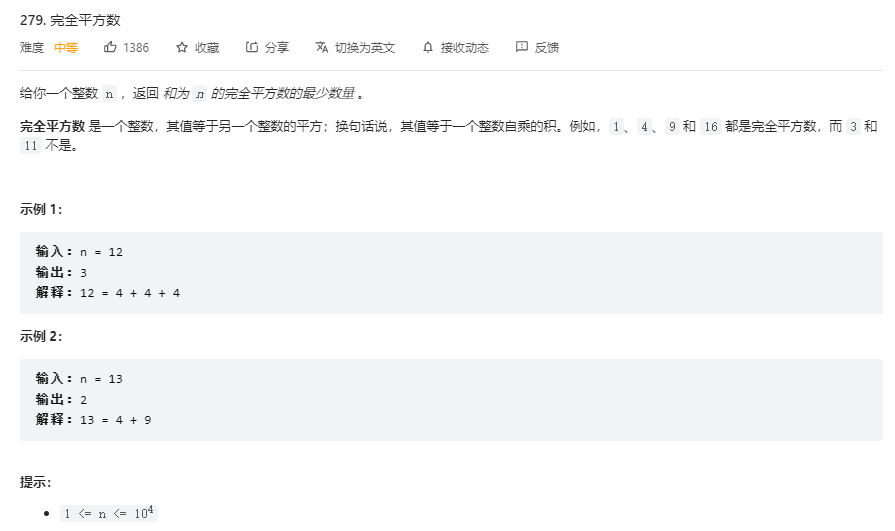 279. 完全平方数
难度 中等 1386 收藏 分享 切换为英文 接收动态 反馈
给你一个整数 n ，返回 和为 n 的完全平方数的最少数量 。
完全平方数 是一个整数，其值等于另一个整数的平方；换句话说，其值等于一个整数自乘的积。例如，1、4、9 和 16 都是完全平方数，而 3 和
11 不是。
示例 1：
输入：n = 12
输出：3
解释：12 = 4 + 4 + 4
示例 2：
输入：n = 13
输出：2
解释：13 = 4 + 9
提示：
• 1 <= n <= 10⁴